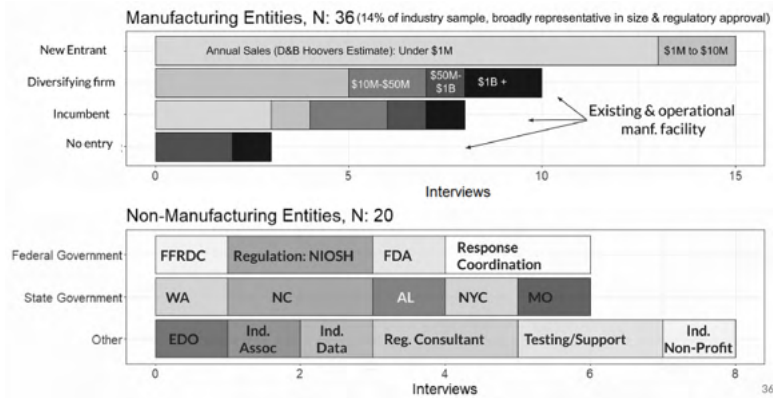 Manufacturing Entities, N: 36 (14% of industry sample, broadly representative in size & regulatory approval)
New Entrant
Annual Sales (D&B Hoovers Estimate): Under $1M
$1M to $10M
Diversifying firm
$10M-$50M
$50M-
$1B
$1B +
Incumbent
Existing & operational
manf. facility
No entry
0 5 10 15
Interviews
Non-Manufacturing Entities, N: 20
Federal Government
FFRDC
Regulation: NIOSH
FDA
Response
Coordination
State Government
WA
NC
AL
NYC
MO
Other
EDO
Ind.
Assoc
Ind.
Data
Reg. Consultant
Testing/Support
Ind.
Non-Profit
0 2 4 6 8
Interviews
36